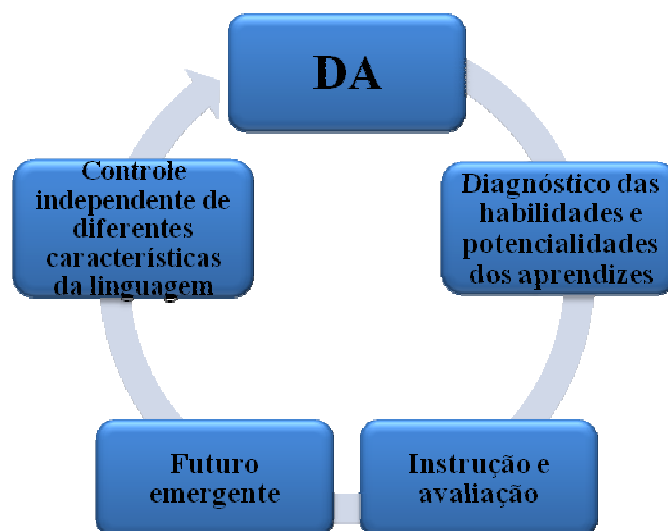 DA
Diagnóstico das
habilidades e
potencialidades
dos aprendizes
Instrução e
avaliação
Futuro
emergente
Controle
independente de
diferentes
características
da linguagem